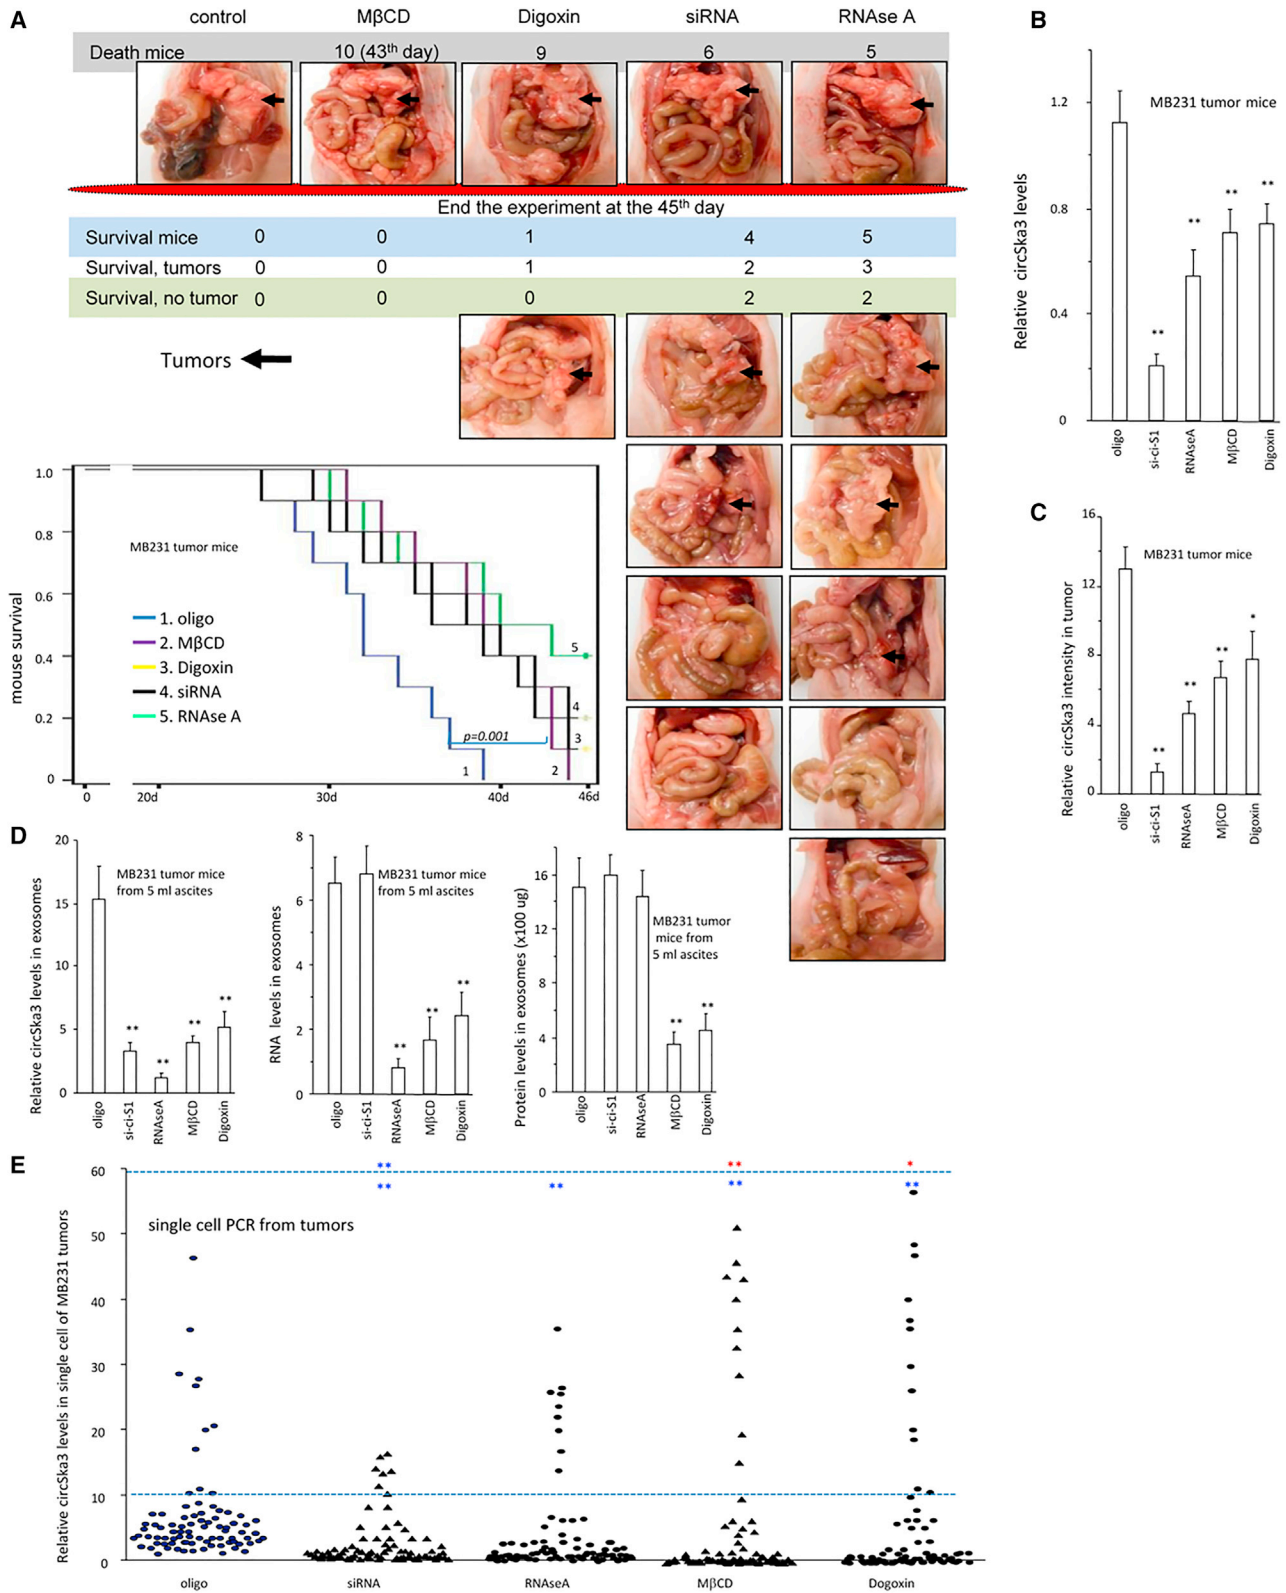 A
control MβCD Digoxin siRNA RNAse A
Death mice 10 (43th day) 9 6 5
End the experiment at the 45th day
Survival mice 0 0 1 4 5
Survival, tumors 0 0 1 2 3
Survival, no tumor 0 0 0 2 2
Tumors
mouse survival
1.0
0.8
0.6
0.4
0.2
0
MB231 tumor mice
1. oligo
2. MβCD
3. Digoxin
4. siRNA
5. RNAse A
p=0.001
5
4
3
1
2
0 20d 30d 40d 46d
B
Relative circSka3 levels
MB231 tumor mice
1.2
0.8
0.4
0
** ** ** **
oligo si-ci-S1 RNAseA MβCD Digoxin
C
Relative circSka3 intensity in tumor
MB231 tumor mice
16
12
8
4
0
** ** ** *
oligo si-ci-S1 RNAseA MβCD Digoxin
D
Relative circSka3 levels in exosomes
20
15
10
5
0
MB231 tumor mice
from 5 ml ascites
** ** ** **
oligo si-ci-S1 RNAseA MβCD Digoxin
RNA levels in exosomes
8
6
4
2
0
MB231 tumor mice
from 5 ml ascites
** ** **
oligo si-ci-S1 RNAseA MβCD Digoxin
Protein levels in exosomes (x100 ug)
16
12
8
4
0
MB231 tumor
mice from
5 ml ascites
** **
oligo si-ci-S1 RNAseA MβCD Digoxin
E
Relative circSka3 levels in single cell of MB231 tumors
60
50
40
30
20
10
0
** ** *
** ** ** **
single cell PCR from tumors
oligo siRNA RNAseA MβCD Dogoxin